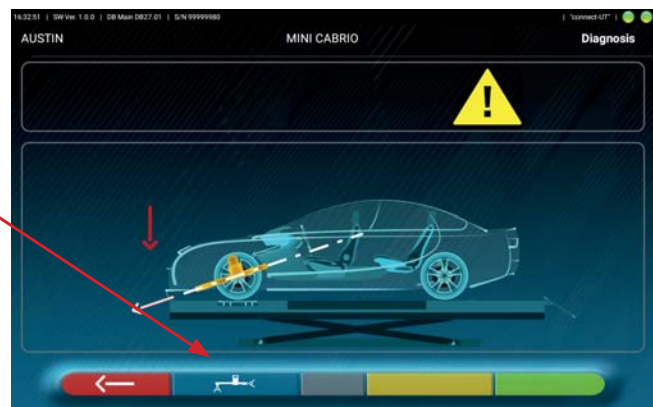 16:32:51 | SW Ver. 1.0.0 | DB Main DB27.01 | S/N 99999980 | "connect-UT" |
AUSTIN MINI CABRIO Diagnosis